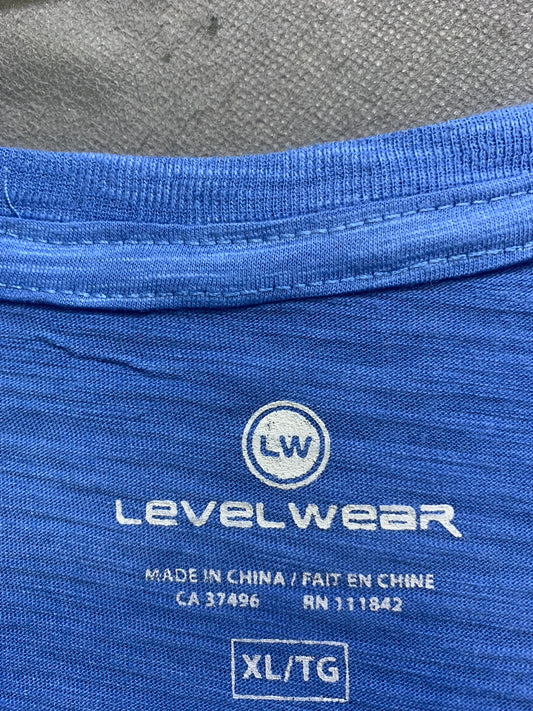 LW
LEVELWEAR
MADE IN CHINA / FAIT EN CHINE
CA 37496 RN 111842
XL/TG